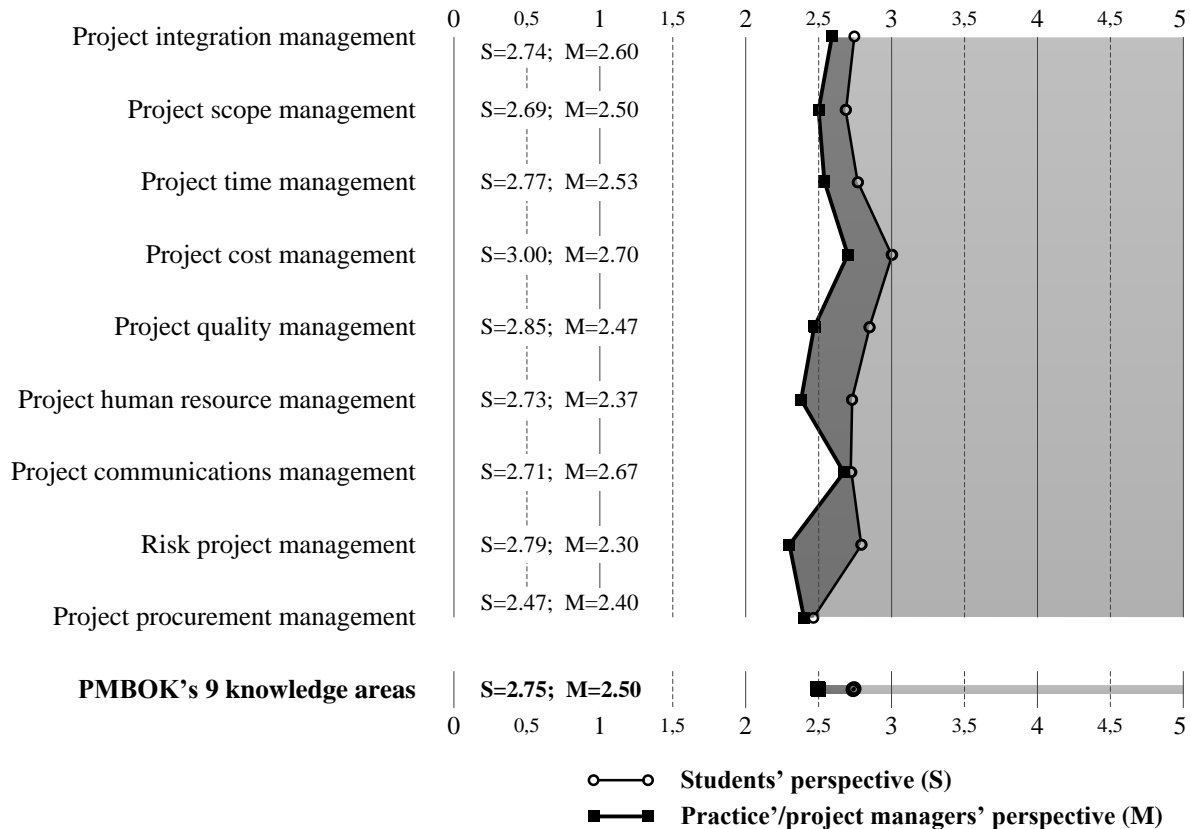 0 0,5 1 1,5 2 2,5 3 3,5 4 4,5 5
Project integration management S=2.74; M=2.60
Project scope management S=2.69; M=2.50
Project time management S=2.77; M=2.53
Project cost management S=3.00; M=2.70
Project quality management S=2.85; M=2.47
Project human resource management S=2.73; M=2.37
Project communications management S=2.71; M=2.67
Risk project management S=2.79; M=2.30
Project procurement management S=2.47; M=2.40
PMBOK’s 9 knowledge areas S=2.75; M=2.50
0 0,5 1 1,5 2 2,5 3 3,5 4 4,5 5
Students’ perspective (S)
Practice’/project managers’ perspective (M)